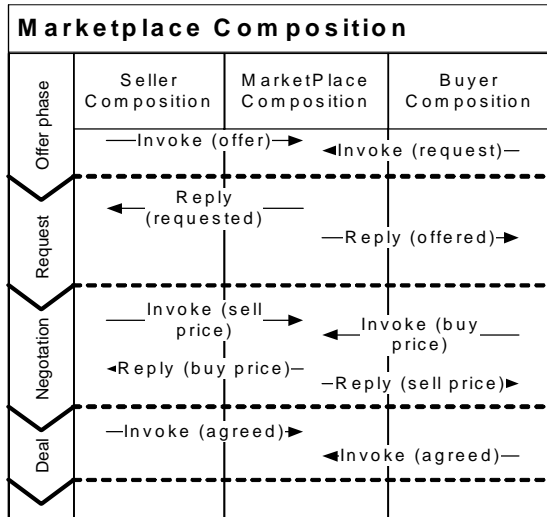 Marketplace Composition
Seller
Composition
MarketPlace
Composition
Buyer
Composition
Offer phase
Invoke (offer)
Invoke (request)
Request
Reply
(requested)
Reply (offered)
Negotation
Invoke (sell
price)
Invoke (buy
price)
Reply (buy price)
Reply (sell price)
Deal
Invoke (agreed)
Invoke (agreed)